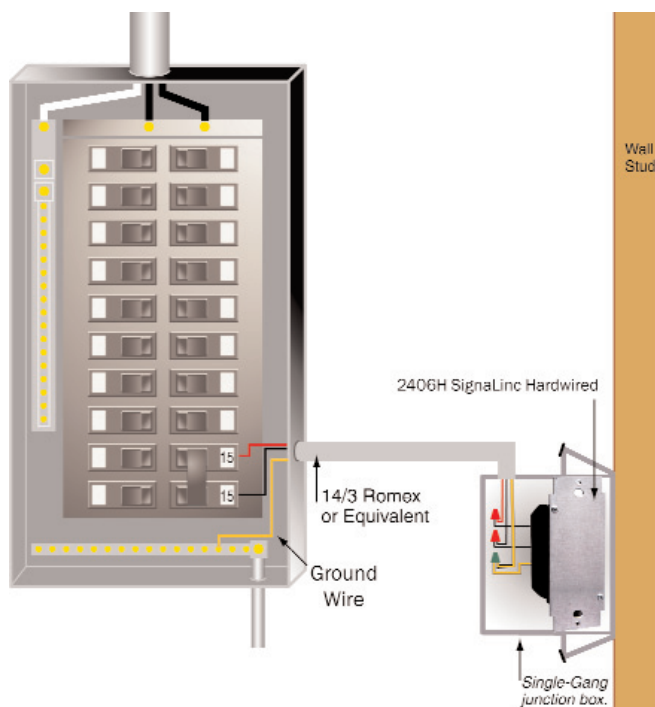 Wall
Stud
2406H SignaLinc Hardwired
15
15
14/3 Romex
or Equivalent
Ground
Wire
Single-Gang
junction box.